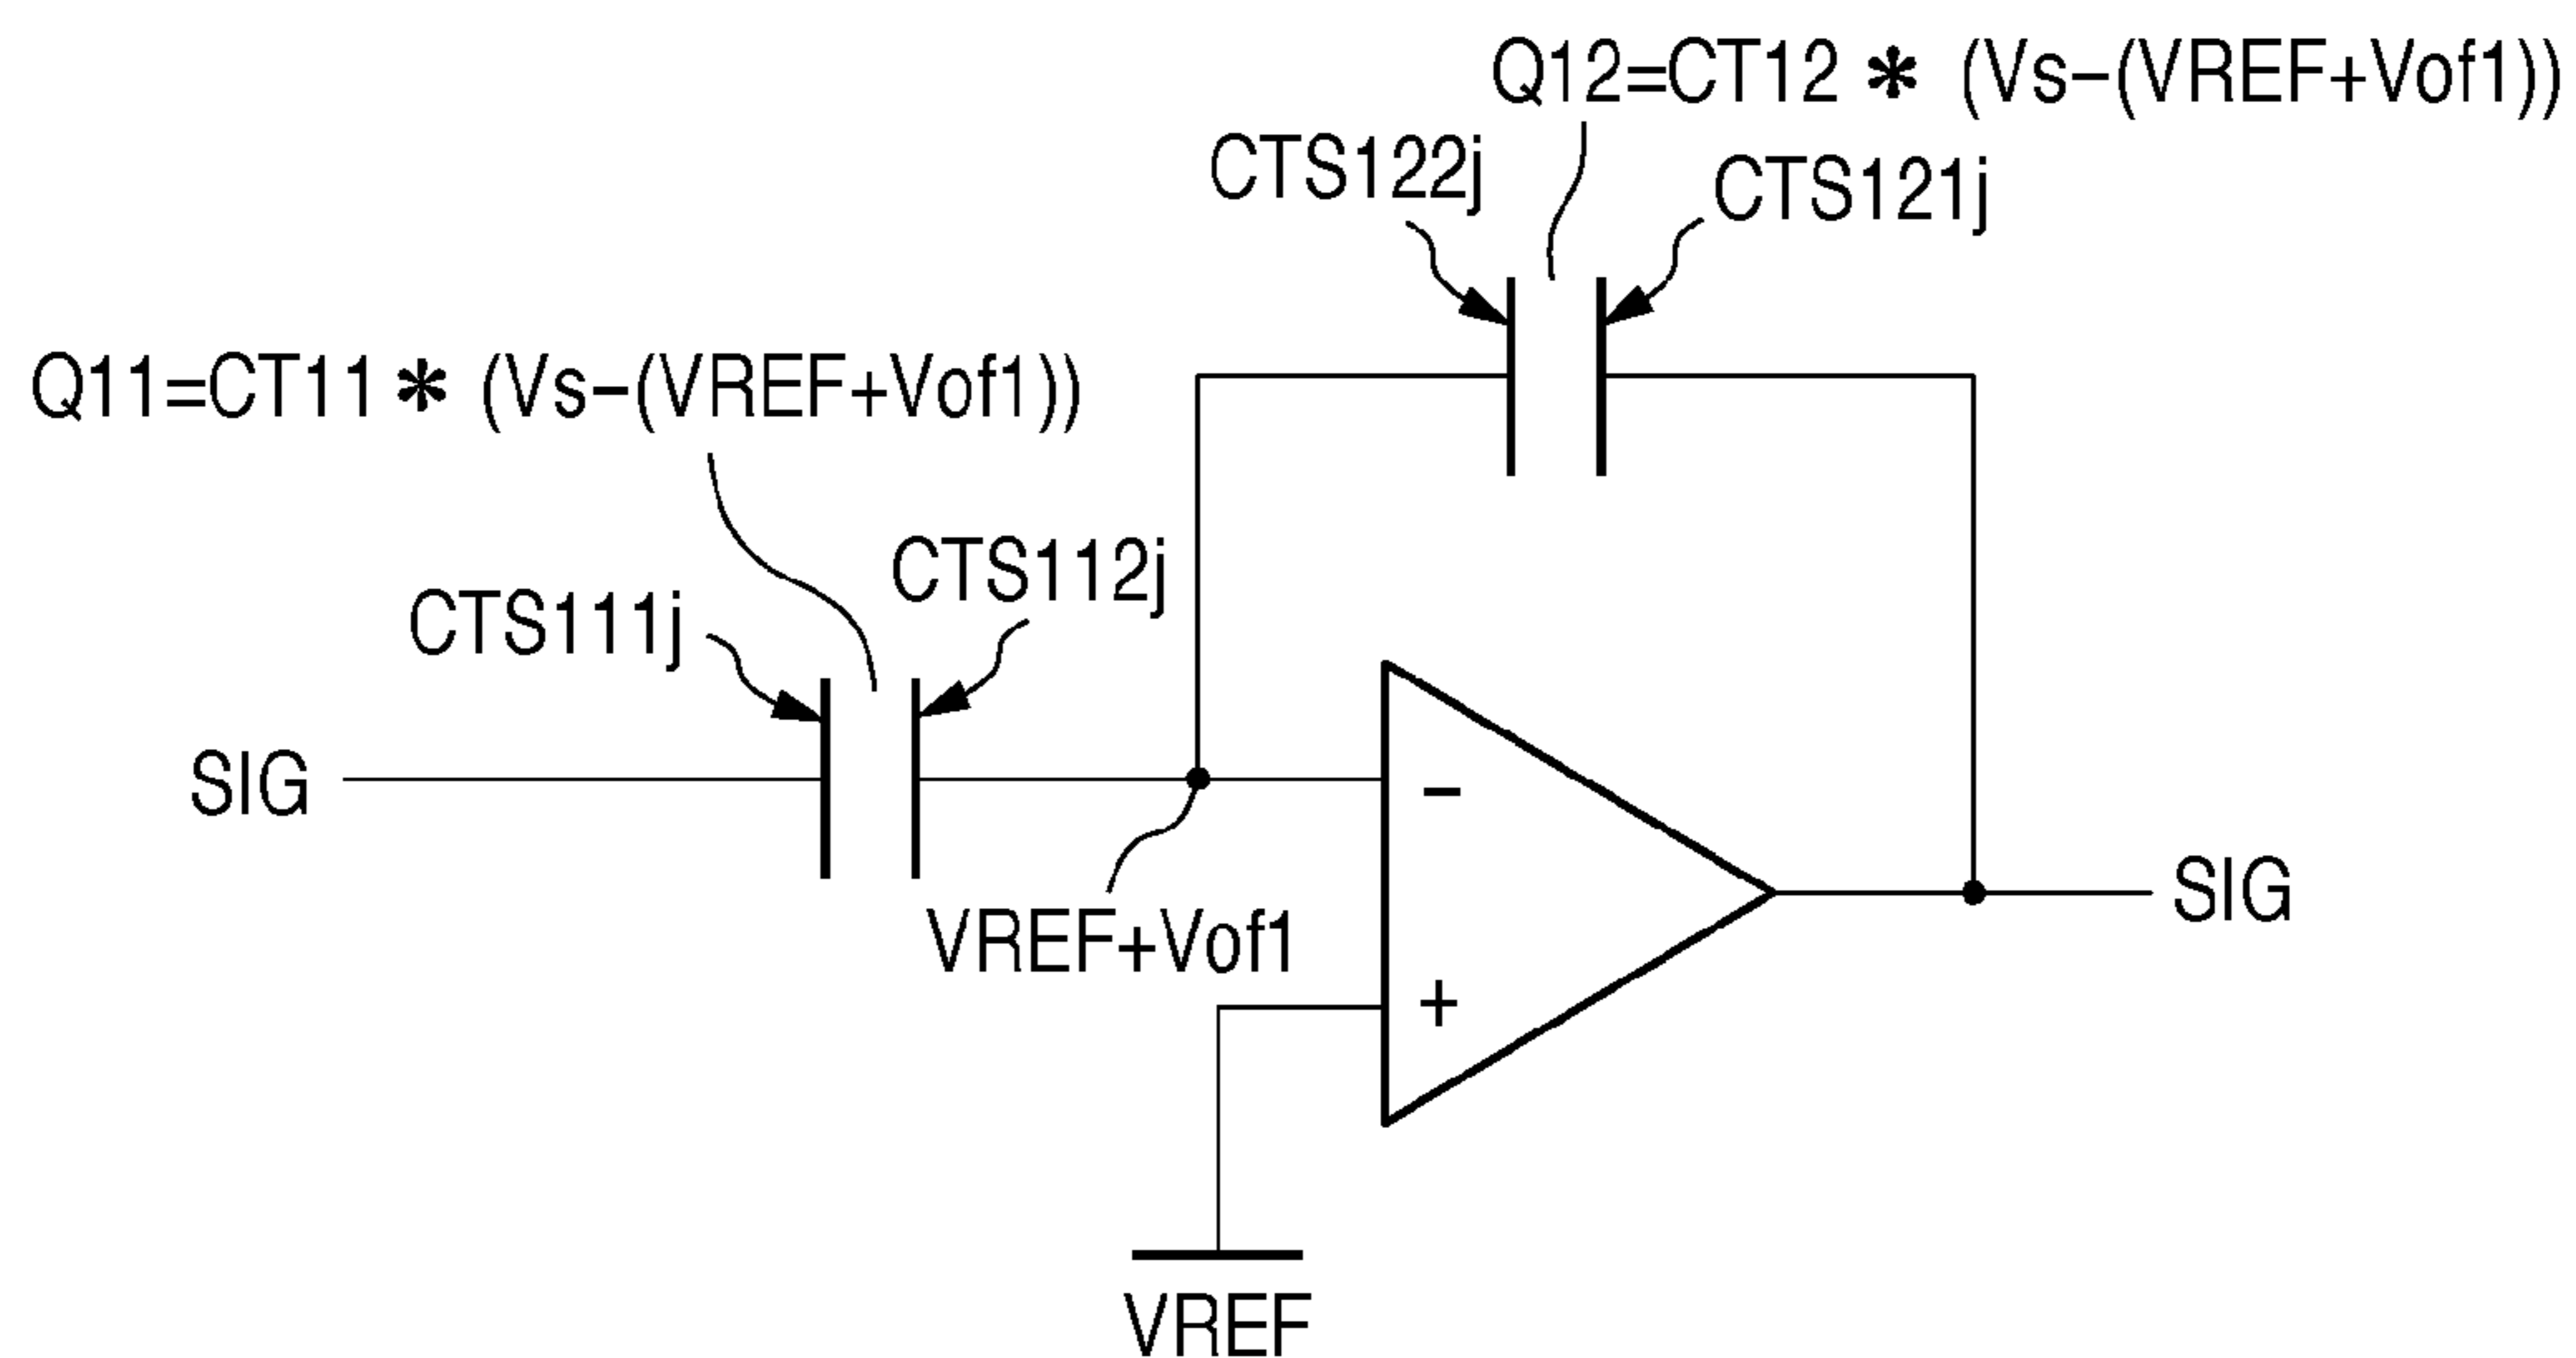 Q12=CT12 * (Vs-(VREF+Vof1))
CTS122j
CTS121j
Q11=CT11 * (Vs-(VREF+Vof1))
CTS112j
CTS111j
SIG
-
SIG
VREF+Vof1
+
VREF